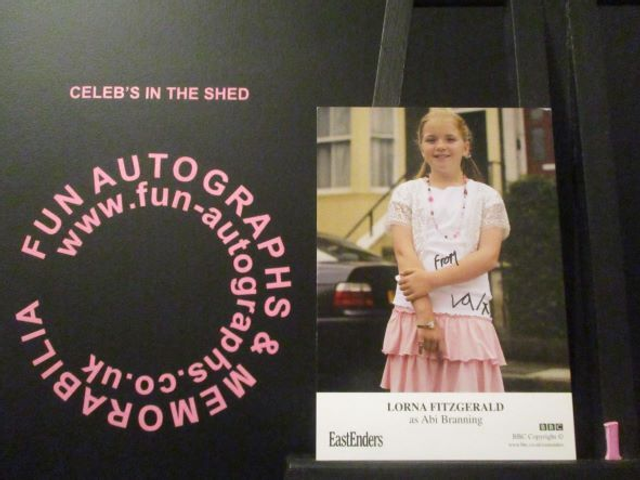 CELEB'S IN THE SHED
FUN AUTOGRAPHS & MEMORABILIA
www.fun-autographs.co.uk
from
LORNA FITZGERALD
as Abi Branning
EastEnders
BBC
BBC Copyright ©